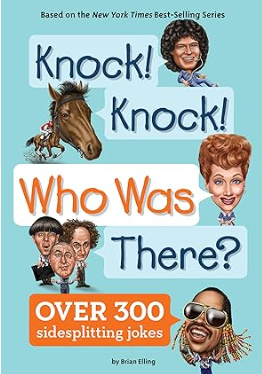 Based on the New York Times Best-Selling Series
Knock!
Knock!
Who Was
There?
OVER 300
sidesplitting jokes
by Brian Elling